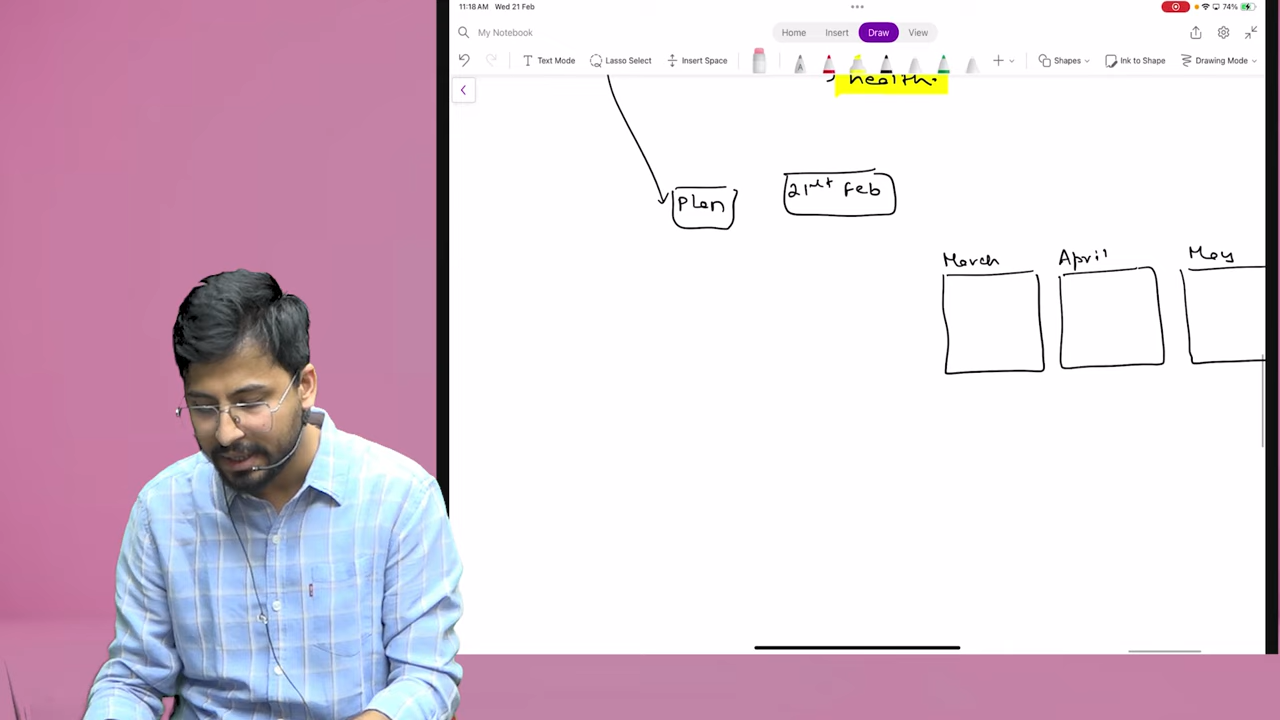 11:18 AM Wed 21 Feb
74%
My Notebook
Home Insert Draw View
Text Mode Lasso Select Insert Space Shapes Ink to Shape Drawing Mode
health.
Plan
21st Feb
March April May